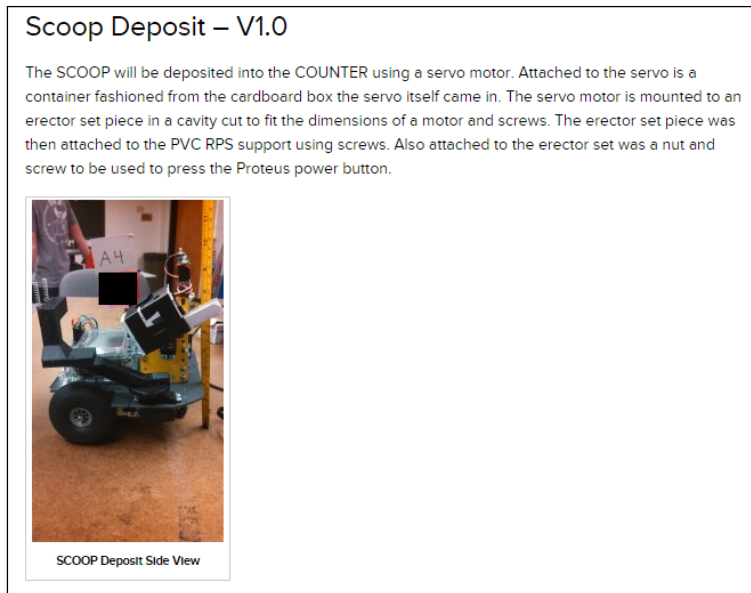 Scoop Deposit – V1.0
The SCOOP will be deposited into the COUNTER using a servo motor. Attached to the servo is a
container fashioned from the cardboard box the servo itself came in. The servo motor is mounted to an
erector set piece in a cavity cut to fit the dimensions of a motor and screws. The erector set piece was
then attached to the PVC RPS support using screws. Also attached to the erector set was a nut and
screw to be used to press the Proteus power button.
A4
SCOOP Deposit Side View